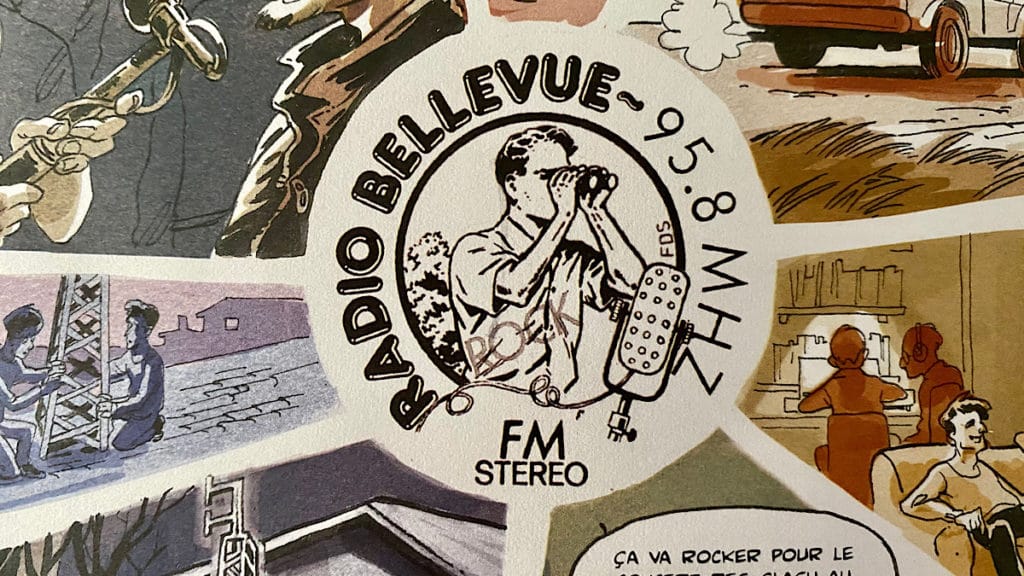 RADIO BELLEVUE~95.8 MHz
FDS
ROCK
FM
STEREO
ÇA VA ROCKER POUR LE